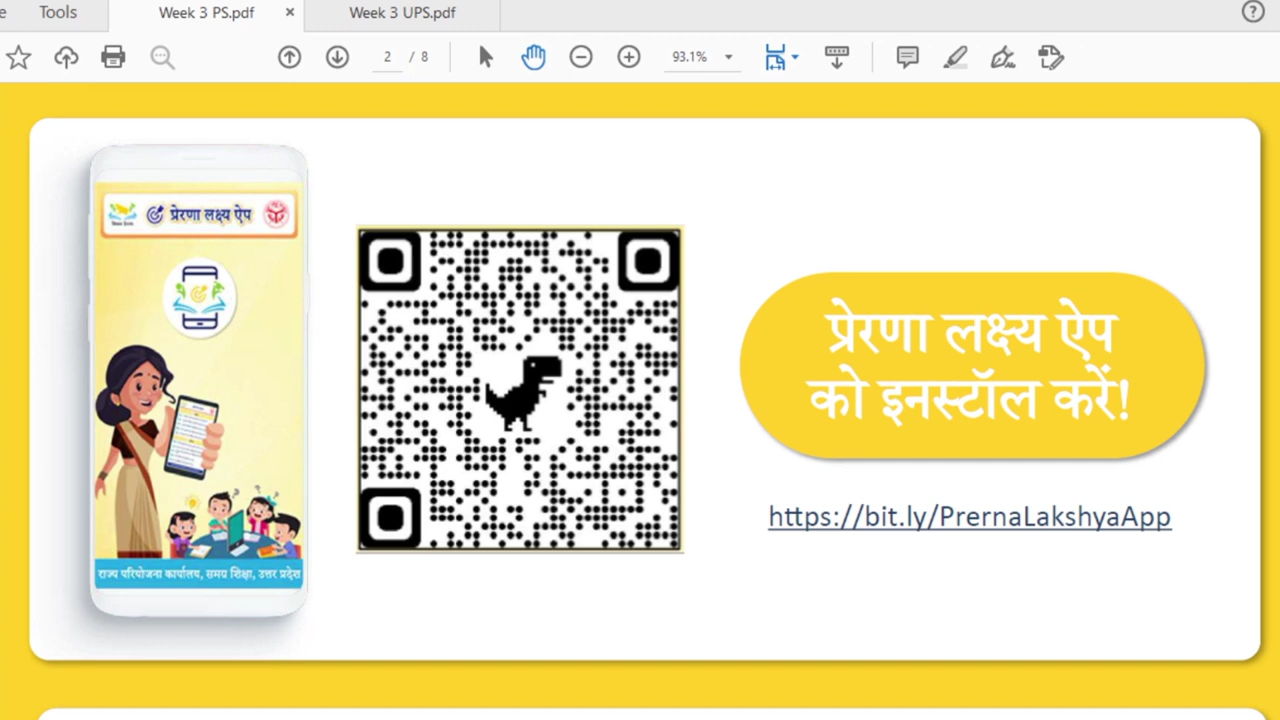 Tools
Week 3 PS.pdf
Week 3 UPS.pdf
2 / 8
93.1%
प्रेरणा लक्ष्य ऐप
राज्य परियोजना कार्यालय, समग्र शिक्षा, उत्तर प्रदेश
प्रेरणा लक्ष्य ऐप
को इनस्टॉल करें!
https://bit.ly/PrernaLakshyaApp